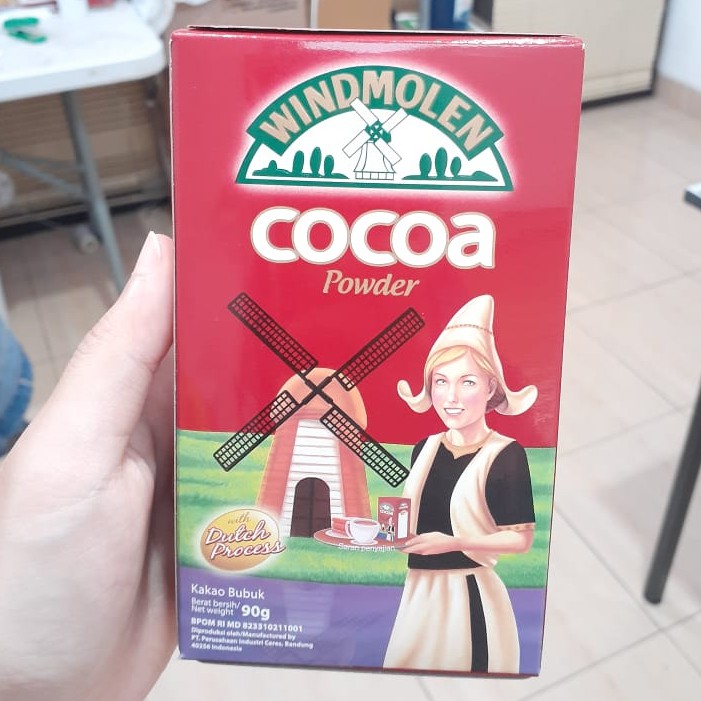 WINDMOLEN
cocoa
Powder
with
Dutch
Process
Saran penyajian
Kakao Bubuk
Berat bersih/
Net weight 90g
BPOM RI MD 823310211001
Diproduksi oleh/Manufactured by
PT. Perusahaan Industri Ceres, Bandung
40256 Indonesia